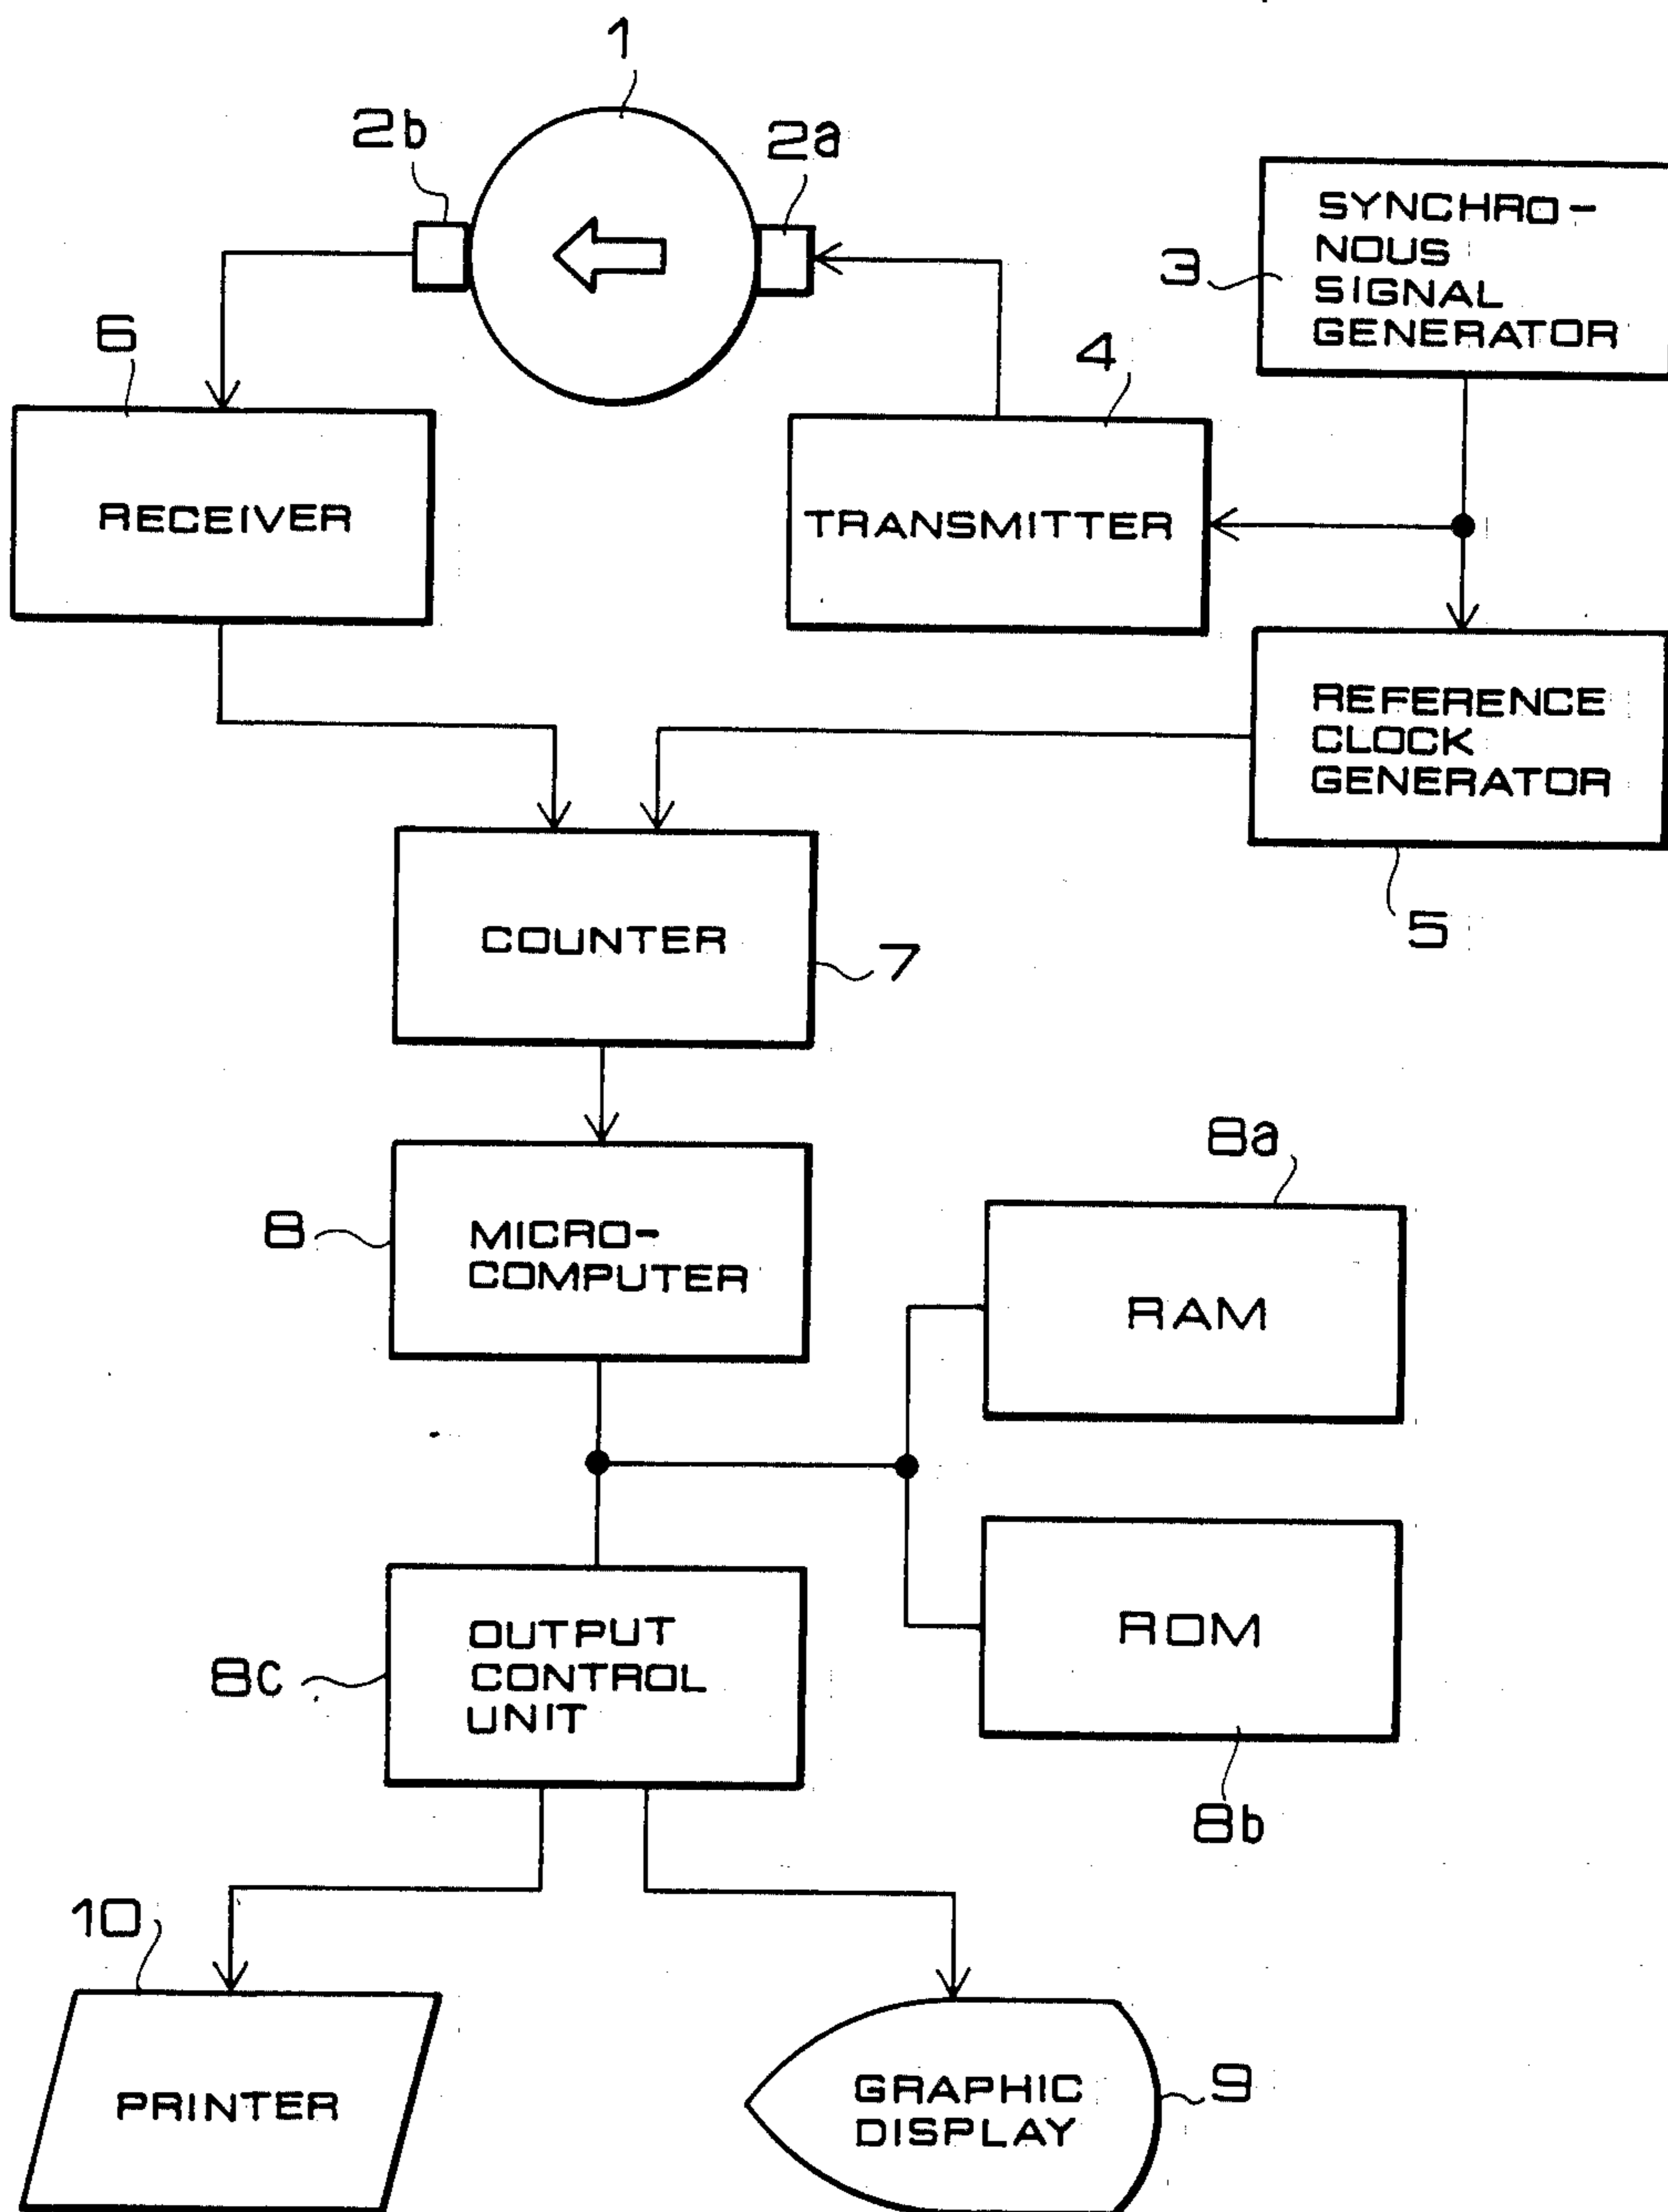 1
2b
2a
SYNCHRO-
NOUS
SIGNAL
GENERATOR
3
6
4
RECEIVER
TRANSMITTER
REFERENCE
CLOCK
GENERATOR
5
COUNTER
7
8a
8
MICRO-
COMPUTER
RAM
OUTPUT
CONTROL
UNIT
8c
ROM
8b
10
PRINTER
GRAPHIC
DISPLAY
9